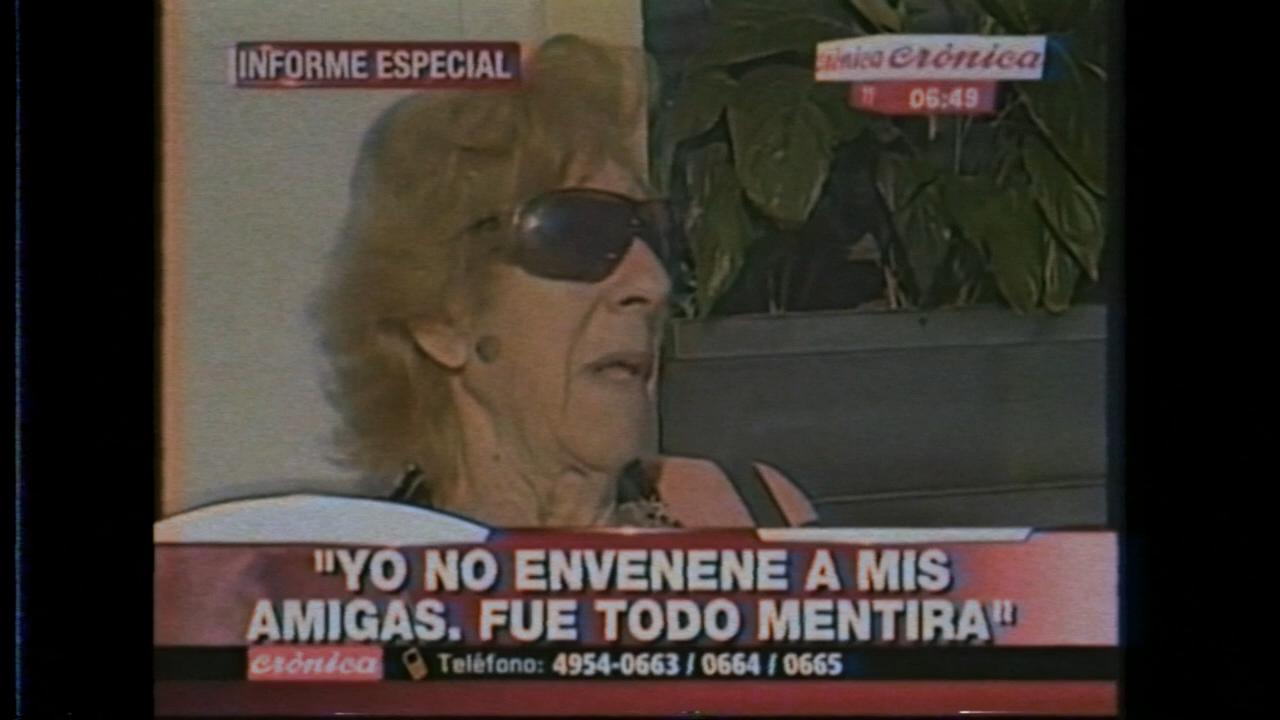 INFORME ESPECIAL
crónica crónica
06:49
"YO NO ENVENENE A MIS
AMIGAS. FUE TODO MENTIRA"
crónica Teléfono: 4954-0663 / 0664 / 0665